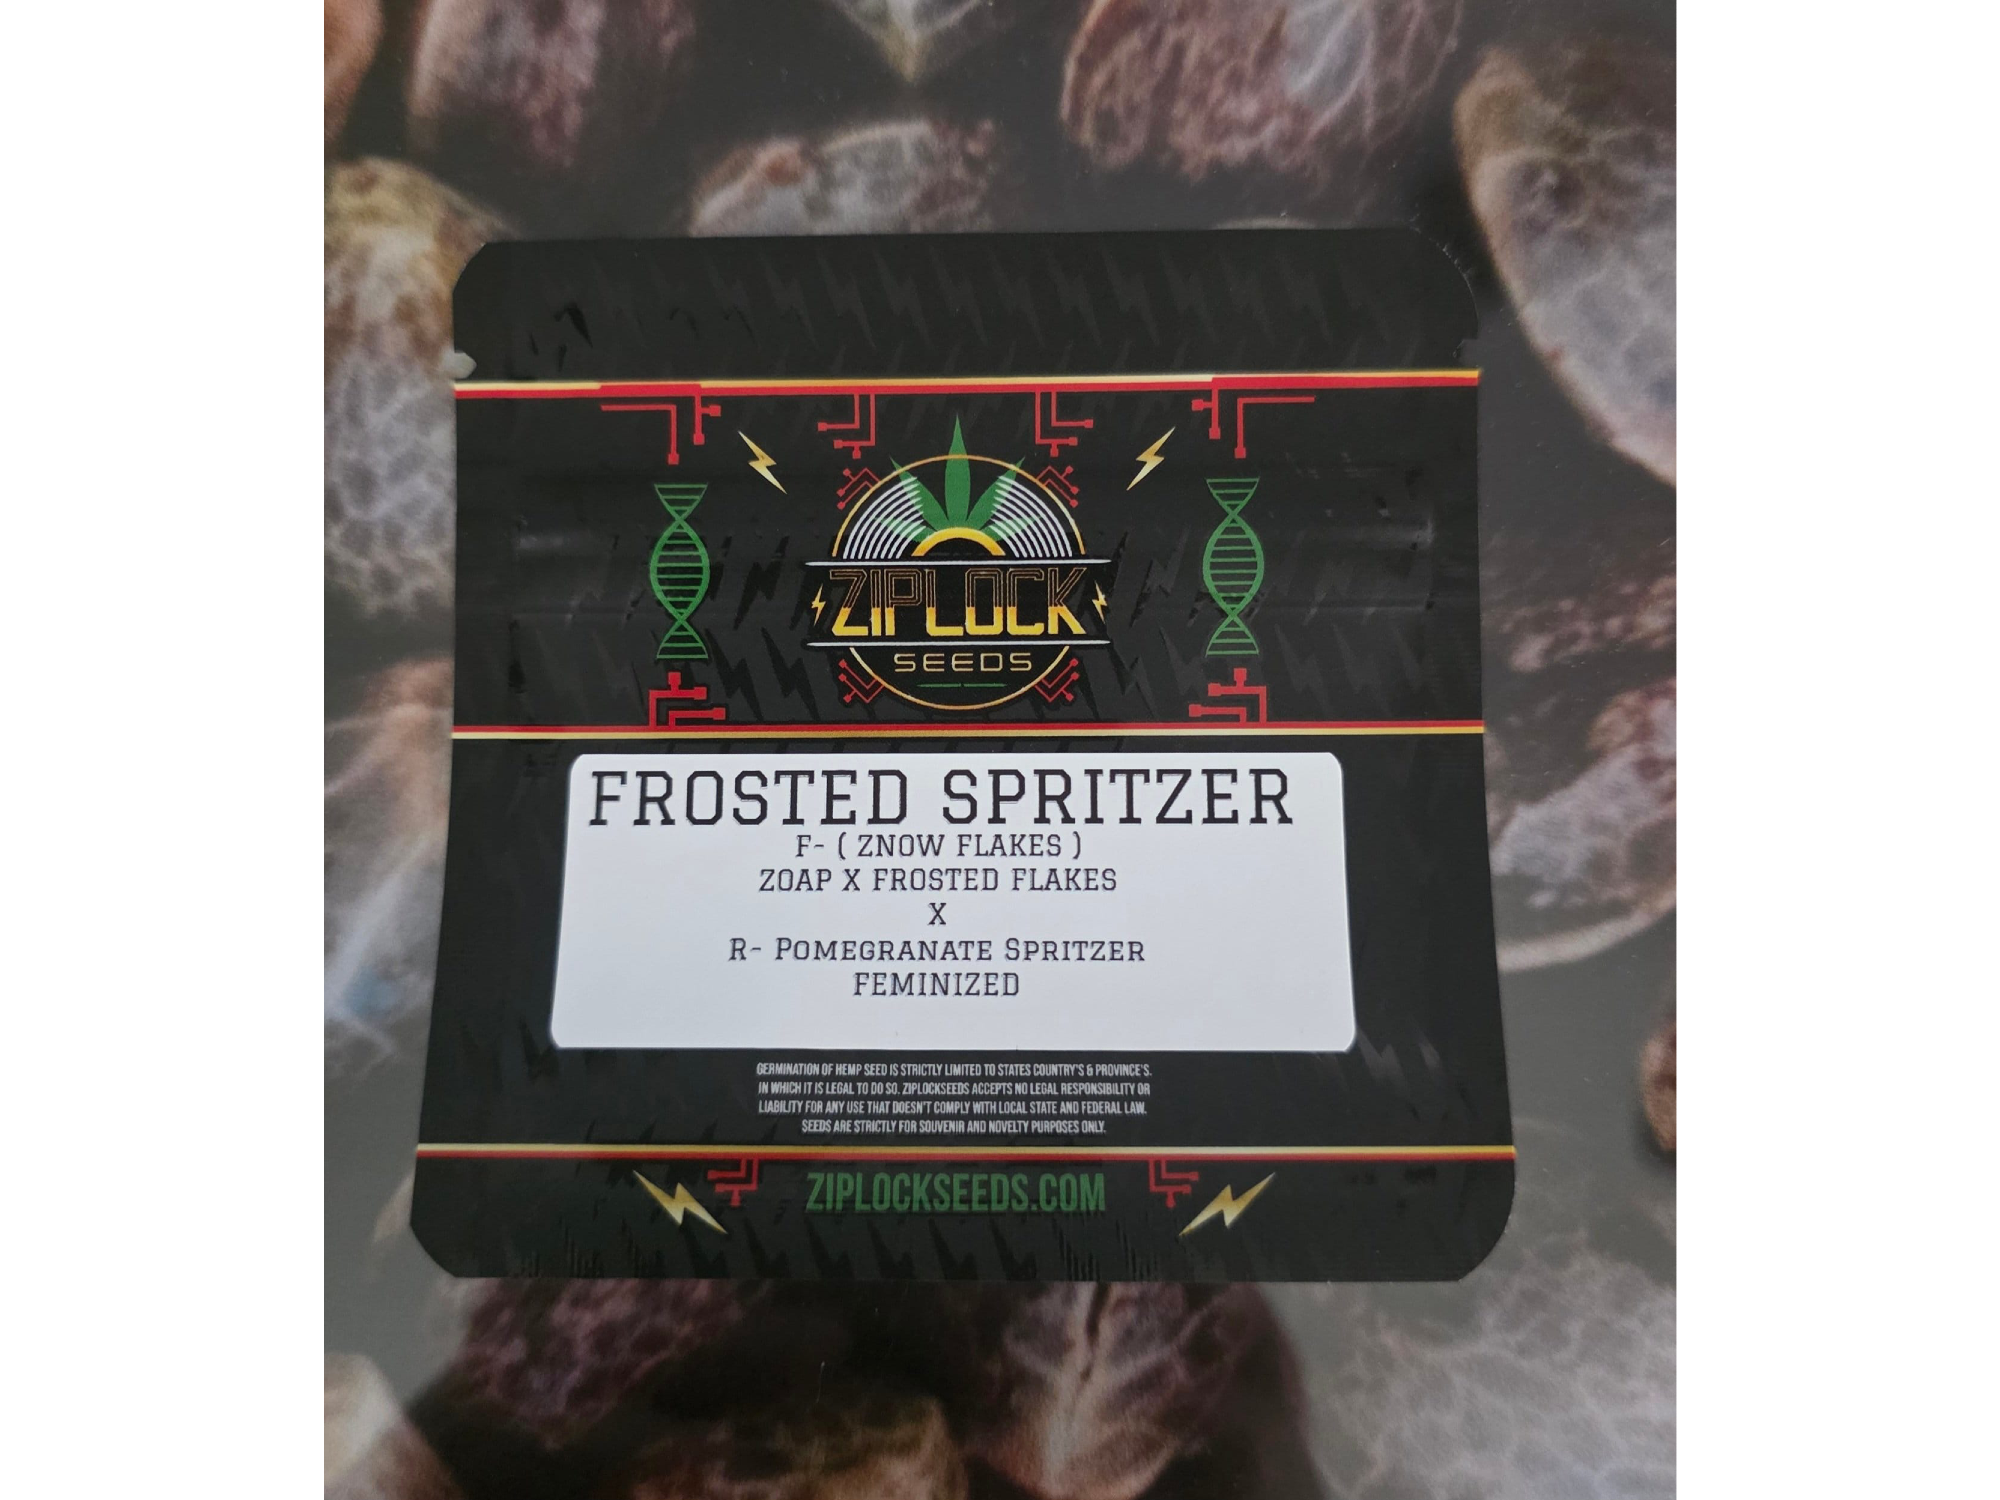 ZIPLOCK
SEEDS
FROSTED SPRITZER
F- ( ZNOW FLAKES )
ZOAP X FROSTED FLAKES
X
R- POMEGRANATE SPRITZER
FEMINIZED
GERMINATION OF HEMP SEED IS STRICTLY LIMITED TO STATES COUNTRY'S & PROVINCE'S.
IN WHICH IT IS LEGAL TO DO SO. ZIPLOCKSEEDS ACCEPTS NO LEGAL RESPONSIBILITY OR
LIABILITY FOR ANY USE THAT DOESN'T COMPLY WITH LOCAL STATE AND FEDERAL LAW.
SEEDS ARE STRICTLY FOR SOUVENIR AND NOVELTY PURPOSES ONLY.
ZIPLOCKSEEDS.COM